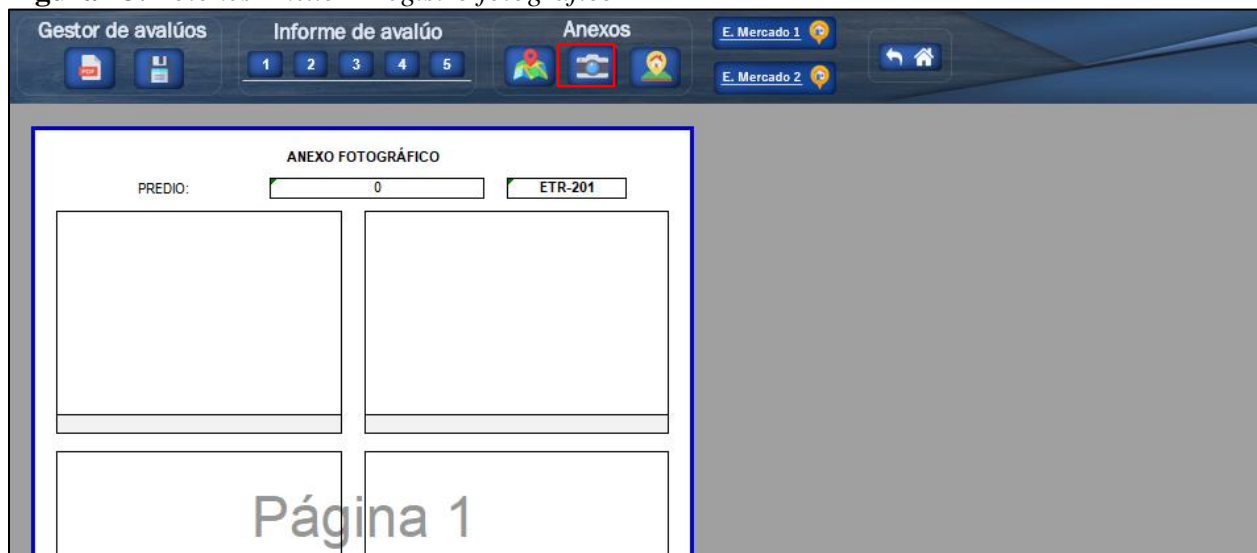 Gestor de avalúos
Informe de avalúo
Anexos
PDF
1 2 3 4 5
E. Mercado 1
E. Mercado 2
ANEXO FOTOGRÁFICO
PREDIO: 0 ETR-201
Página 1